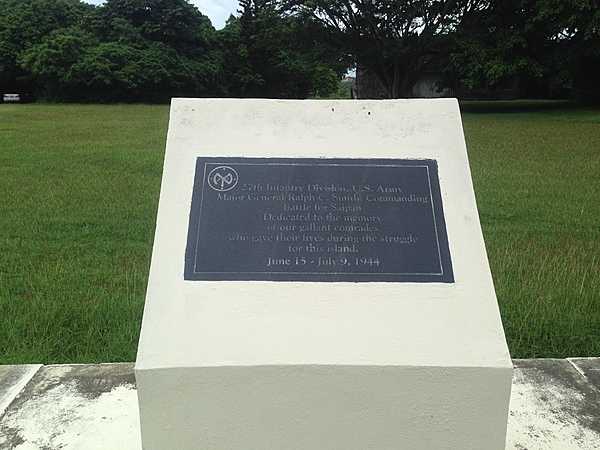 27th Infantry Division, U.S. Army
Major General Ralph C. Smith, Commanding
Battle for Saipan
Dedicated to the memory
of our gallant comrades
who gave their lives during the struggle
for this island.
June 15 - July 9, 1944